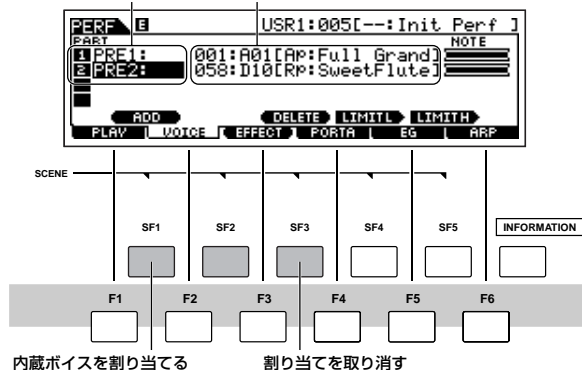 PERF E USR1:005[--:Init Perf ]
PART NOTE
1 PRE1: 001:A01[AP:Full Grand]
2 PRE2: 058:D10[RP:SweetFlute]
ADD DELETE LIMITL LIMITH
PLAY VOICE EFFECT PORTA EG ARP
SCENE
SF1 SF2 SF3 SF4 SF5 INFORMATION
F1 F2 F3 F4 F5 F6
内蔵ボイスを割り当てる 割り当てを取り消す